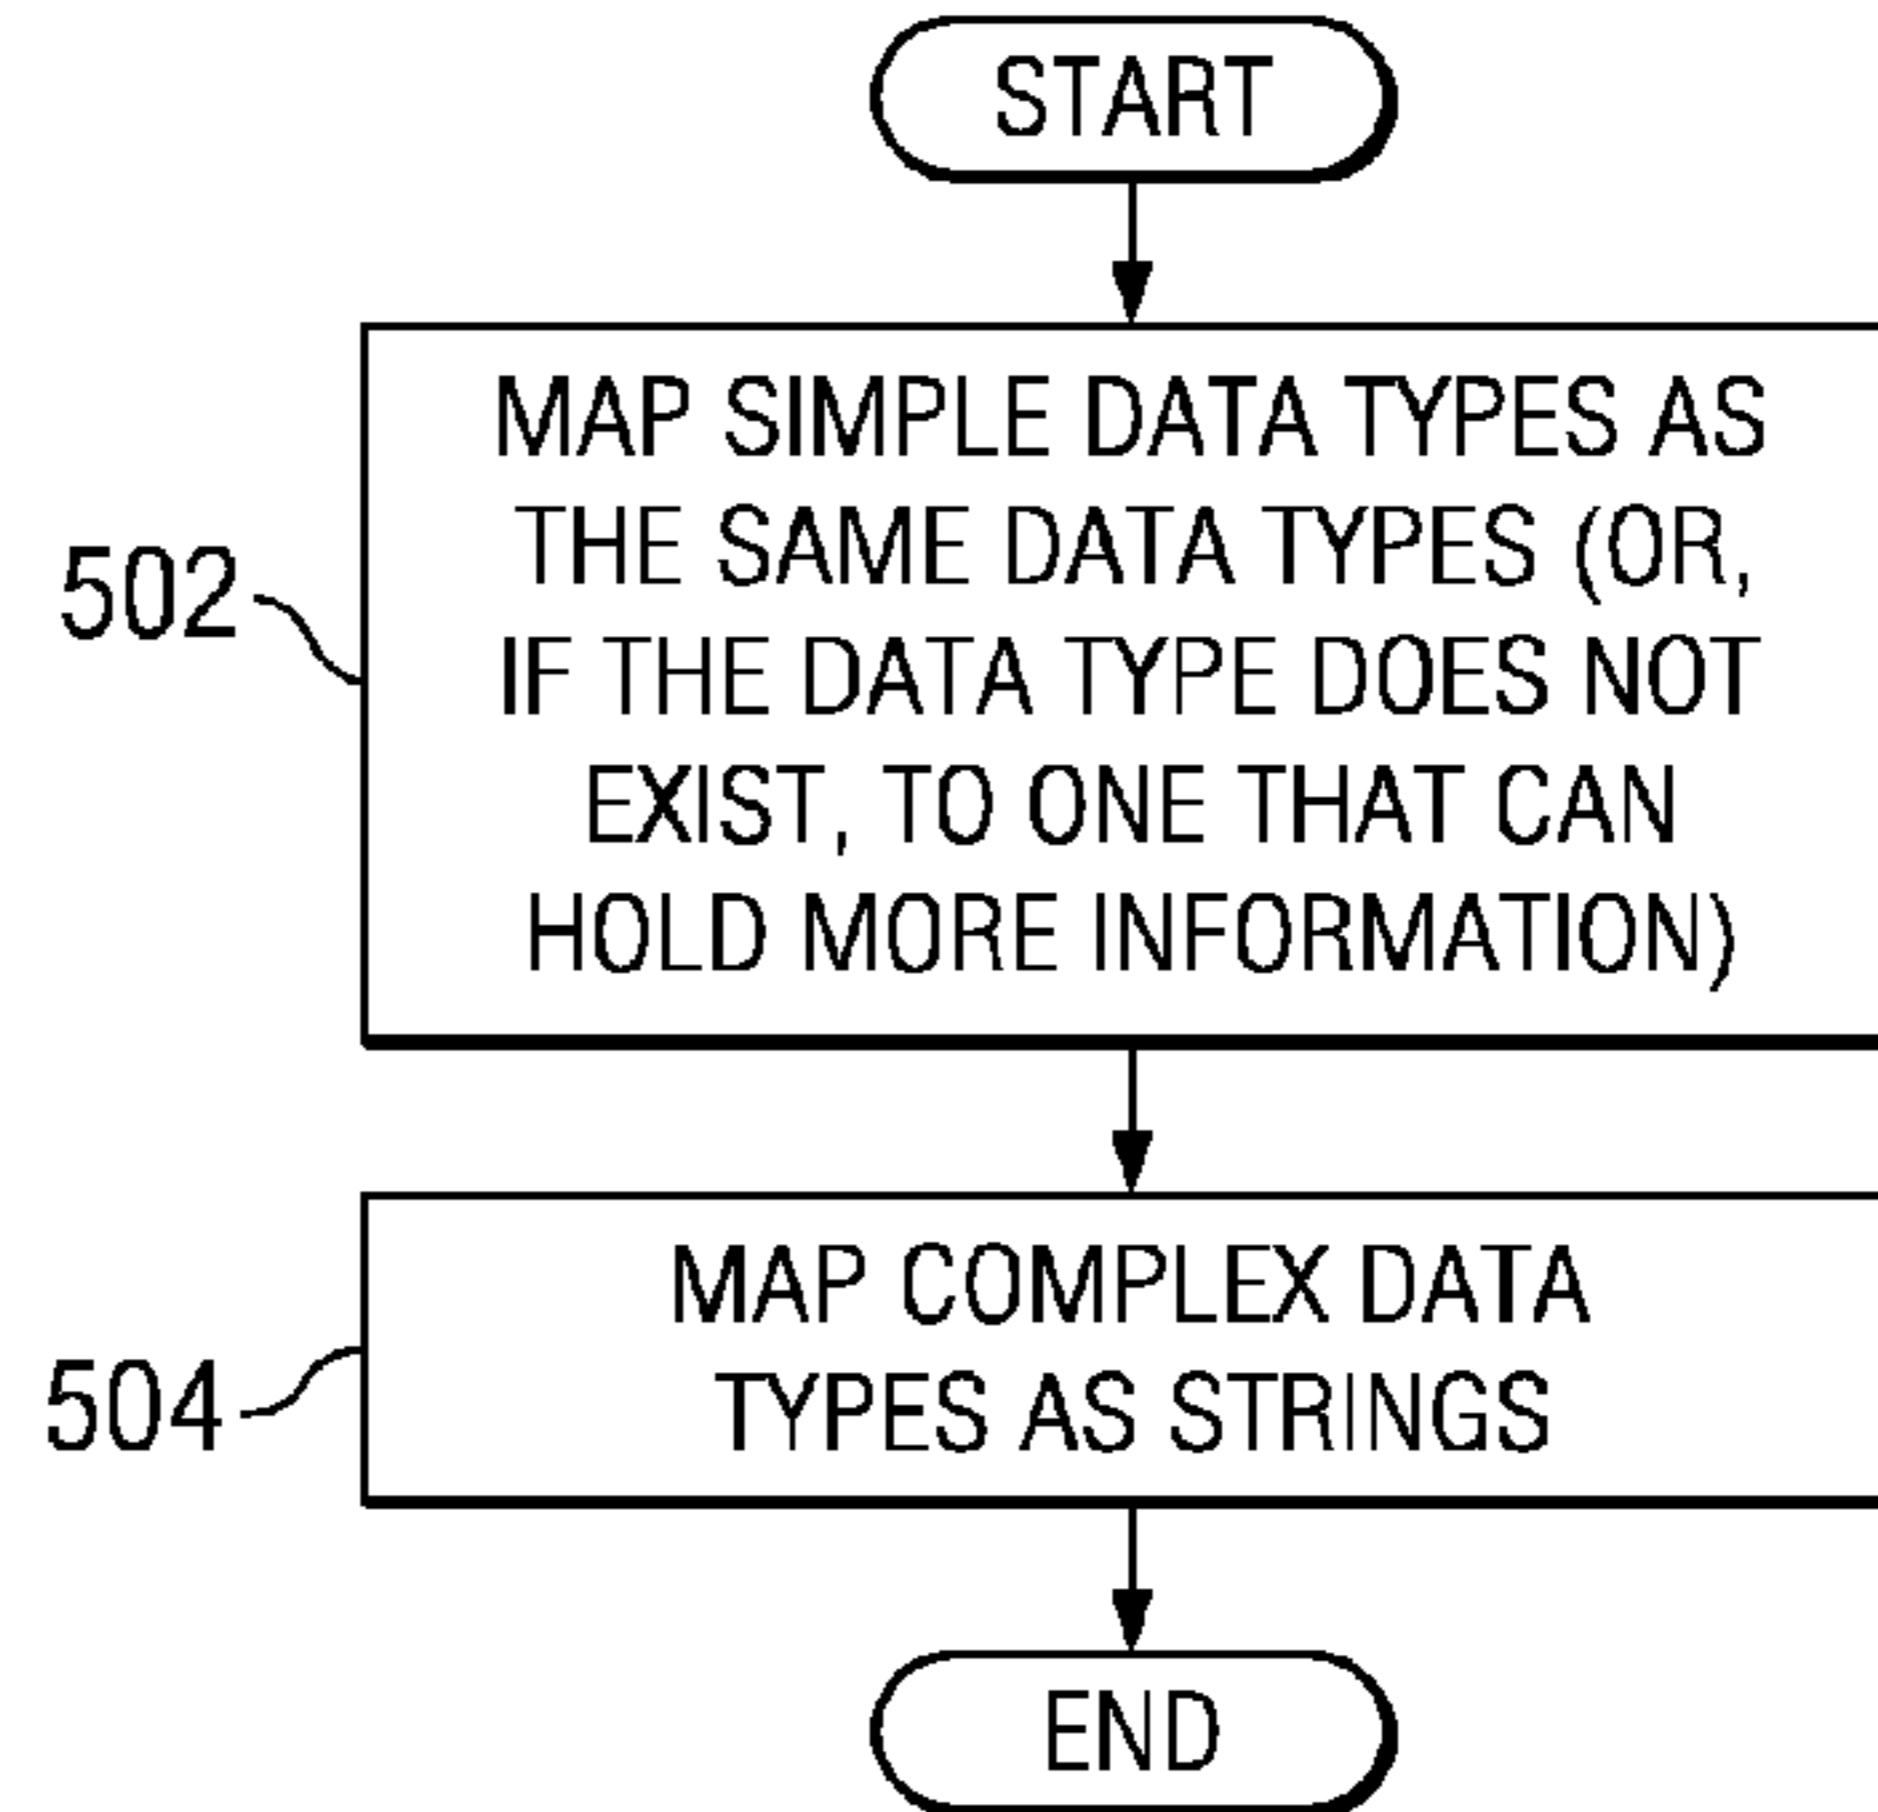 START
MAP SIMPLE DATA TYPES AS
THE SAME DATA TYPES (OR,
502
IF THE DATA TYPE DOES NOT
EXIST, TO ONE THAT CAN
HOLD MORE INFORMATION)
MAP COMPLEX DATA
504
TYPES AS STRINGS
END